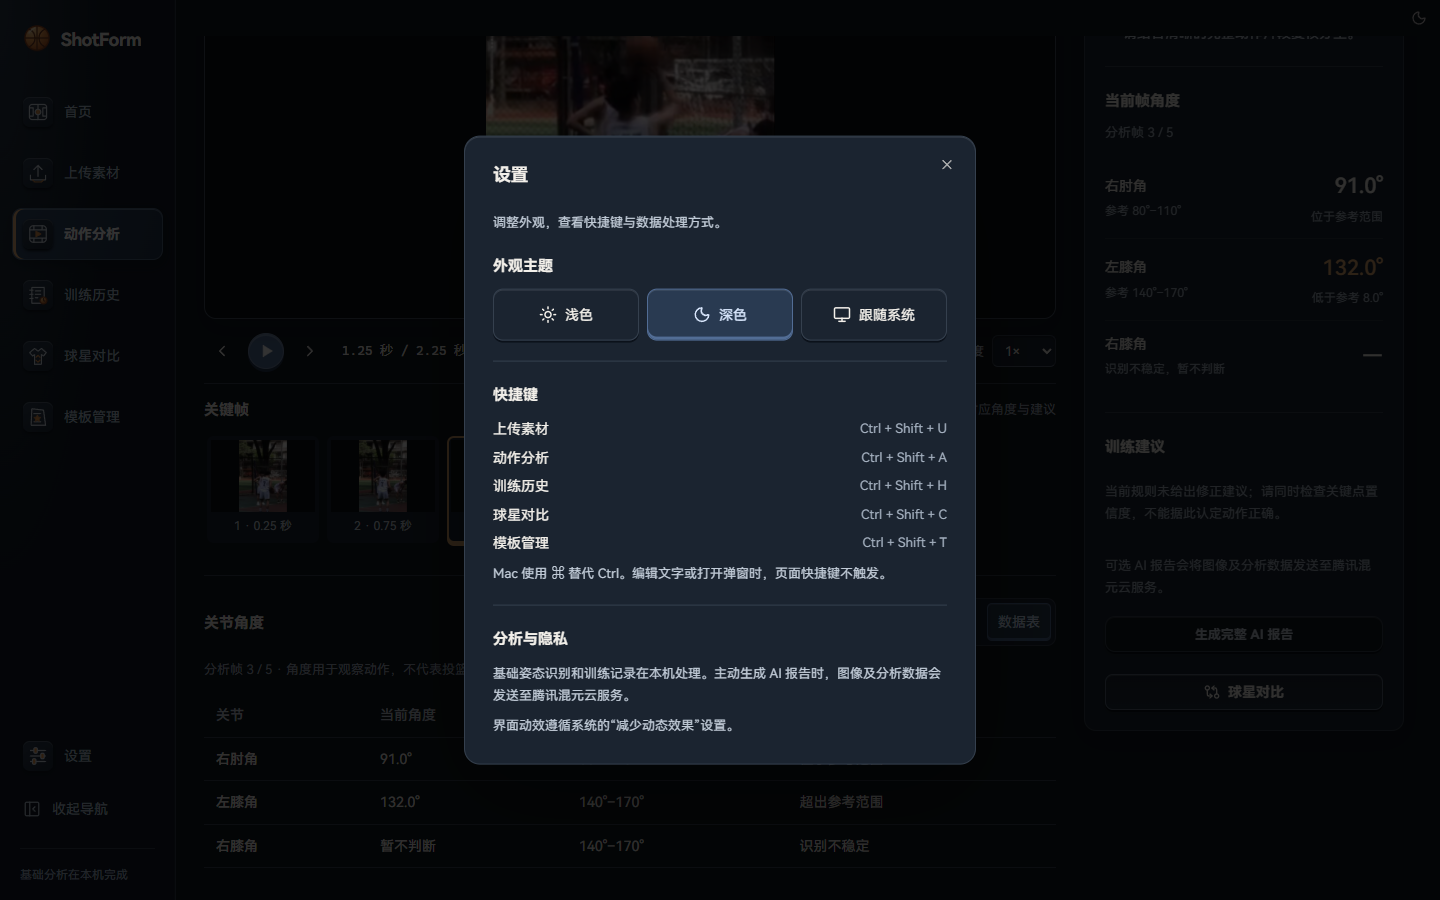 ShotForm
首页
上传素材
动作分析
训练历史
球星对比
模板管理
设置
收起导航
基础分析在本机完成
1.25 秒 / 2.25 秒
1×
关键帧
应角度与建议
1 · 0.25 秒
2 · 0.75 秒
关节角度
数据表
分析帧 3 / 5 · 角度用于观察动作，不代表投篮
关节
当前角度
右肘角
91.0°
左膝角
132.0°
140°–170°
超出参考范围
右膝角
暂不判断
140°–170°
识别不稳定
设置
调整外观，查看快捷键与数据处理方式。
外观主题
浅色
深色
跟随系统
快捷键
上传素材
Ctrl + Shift + U
动作分析
Ctrl + Shift + A
训练历史
Ctrl + Shift + H
球星对比
Ctrl + Shift + C
模板管理
Ctrl + Shift + T
Mac 使用 ⌘ 替代 Ctrl。编辑文字或打开弹窗时，页面快捷键不触发。
分析与隐私
基础姿态识别和训练记录在本机处理。主动生成 AI 报告时，图像及分析数据会
发送至腾讯混元云服务。
界面动效遵循系统的“减少动态效果”设置。
当前帧角度
分析帧 3 / 5
右肘角
91.0°
参考 80°–110°
位于参考范围
左膝角
132.0°
参考 140°–170°
低于参考 8.0°
右膝角
—
识别不稳定，暂不判断
训练建议
当前规则未给出修正建议；请同时检查关键点置
信度，不能据此认定动作正确。
可选 AI 报告会将图像及分析数据发送至腾讯混
元云服务。
生成完整 AI 报告
球星对比